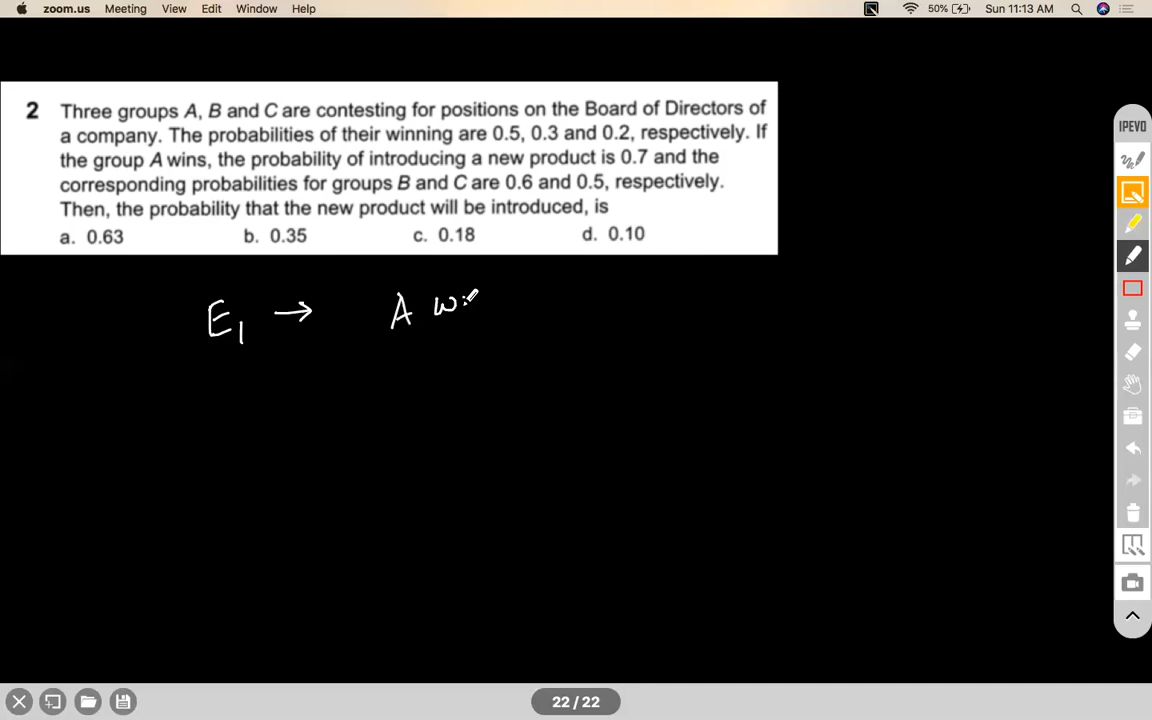 zoom.us Meeting View Edit Window Help 50% Sun 11:13 AM
2 Three groups A, B and C are contesting for positions on the Board of Directors of
a company. The probabilities of their winning are 0.5, 0.3 and 0.2, respectively. If
the group A wins, the probability of introducing a new product is 0.7 and the
corresponding probabilities for groups B and C are 0.6 and 0.5, respectively.
Then, the probability that the new product will be introduced, is
a. 0.63 b. 0.35 c. 0.18 d. 0.10
E1 → A wi
IPEVO
22 / 22